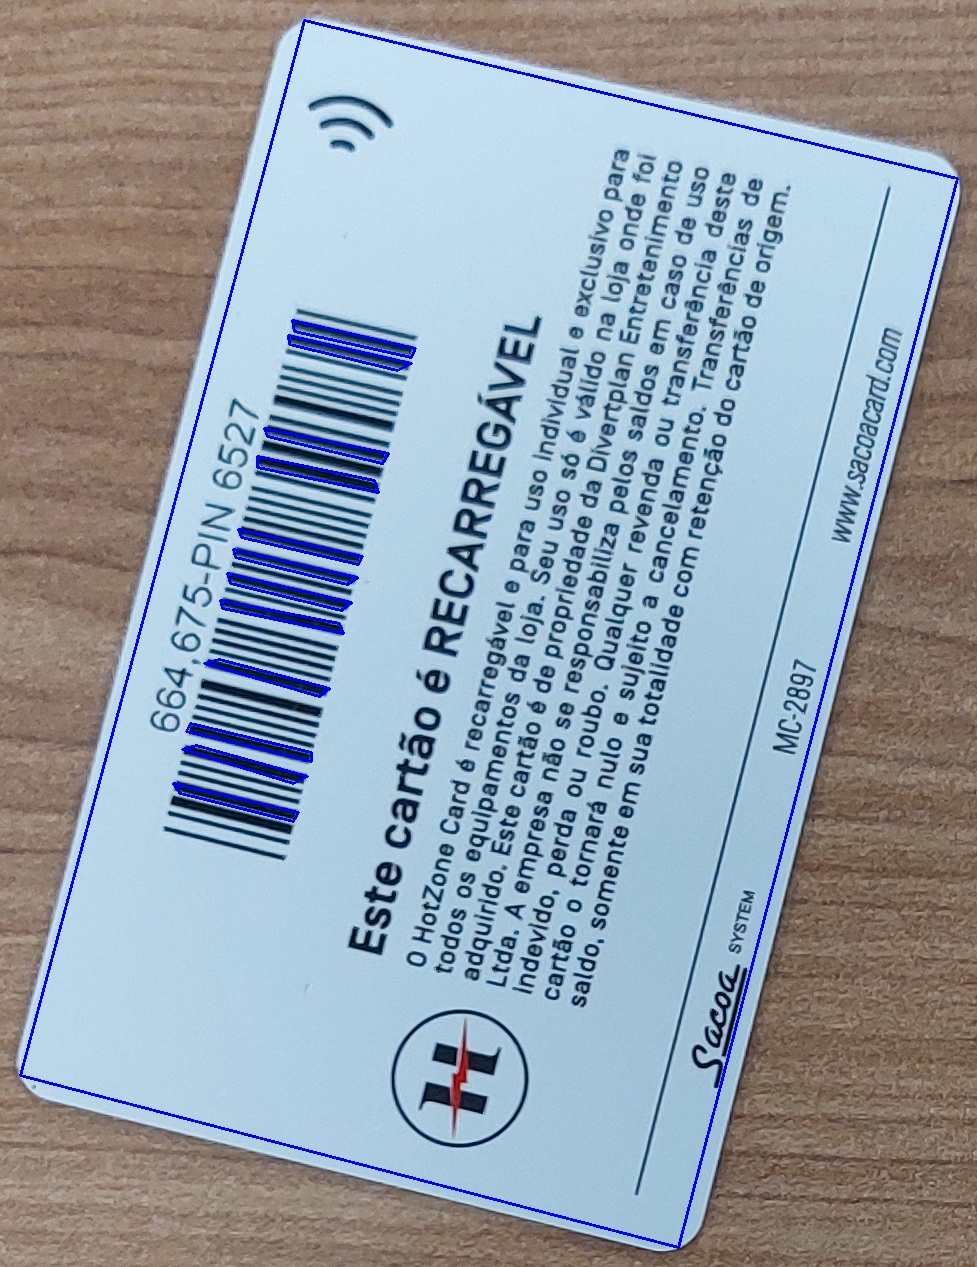 664,675-PIN 6527
Este cartão é RECARREGÁVEL
O HotZone Card é recarregável e para uso individual e exclusivo para
todos os equipamentos da loja. Seu uso só é válido na loja onde foi
adquirido. Este cartão é de propriedade da Divertplan Entretenimento
Ltda. A empresa não se responsabiliza pelos saldos em caso de uso
indevido, perda ou roubo. Qualquer revenda ou transferência deste
cartão o tornará nulo e sujeito a cancelamento. Transferências de
saldo, somente em sua totalidade com retenção do cartão de origem.
H
Sacoa SYSTEM
MC-2897
www.sacoacard.com